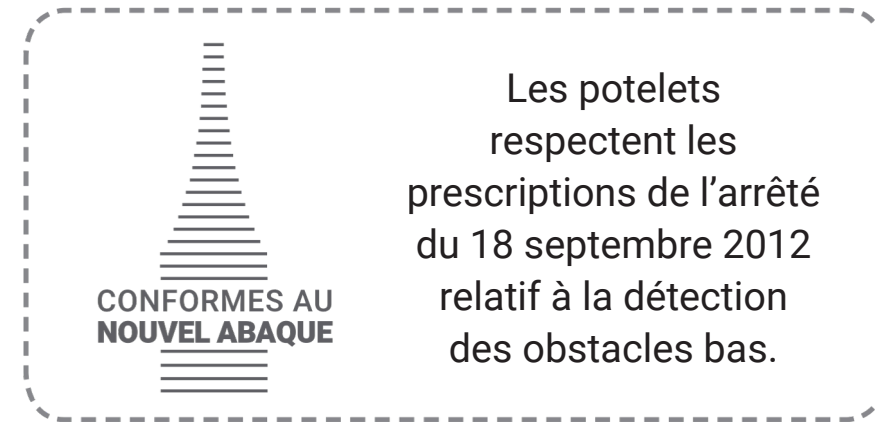 CONFORMES AU
NOUVEL ABAQUE
Les potelets
respectent les
prescriptions de l’arrêté
du 18 septembre 2012
relatif à la détection
des obstacles bas.